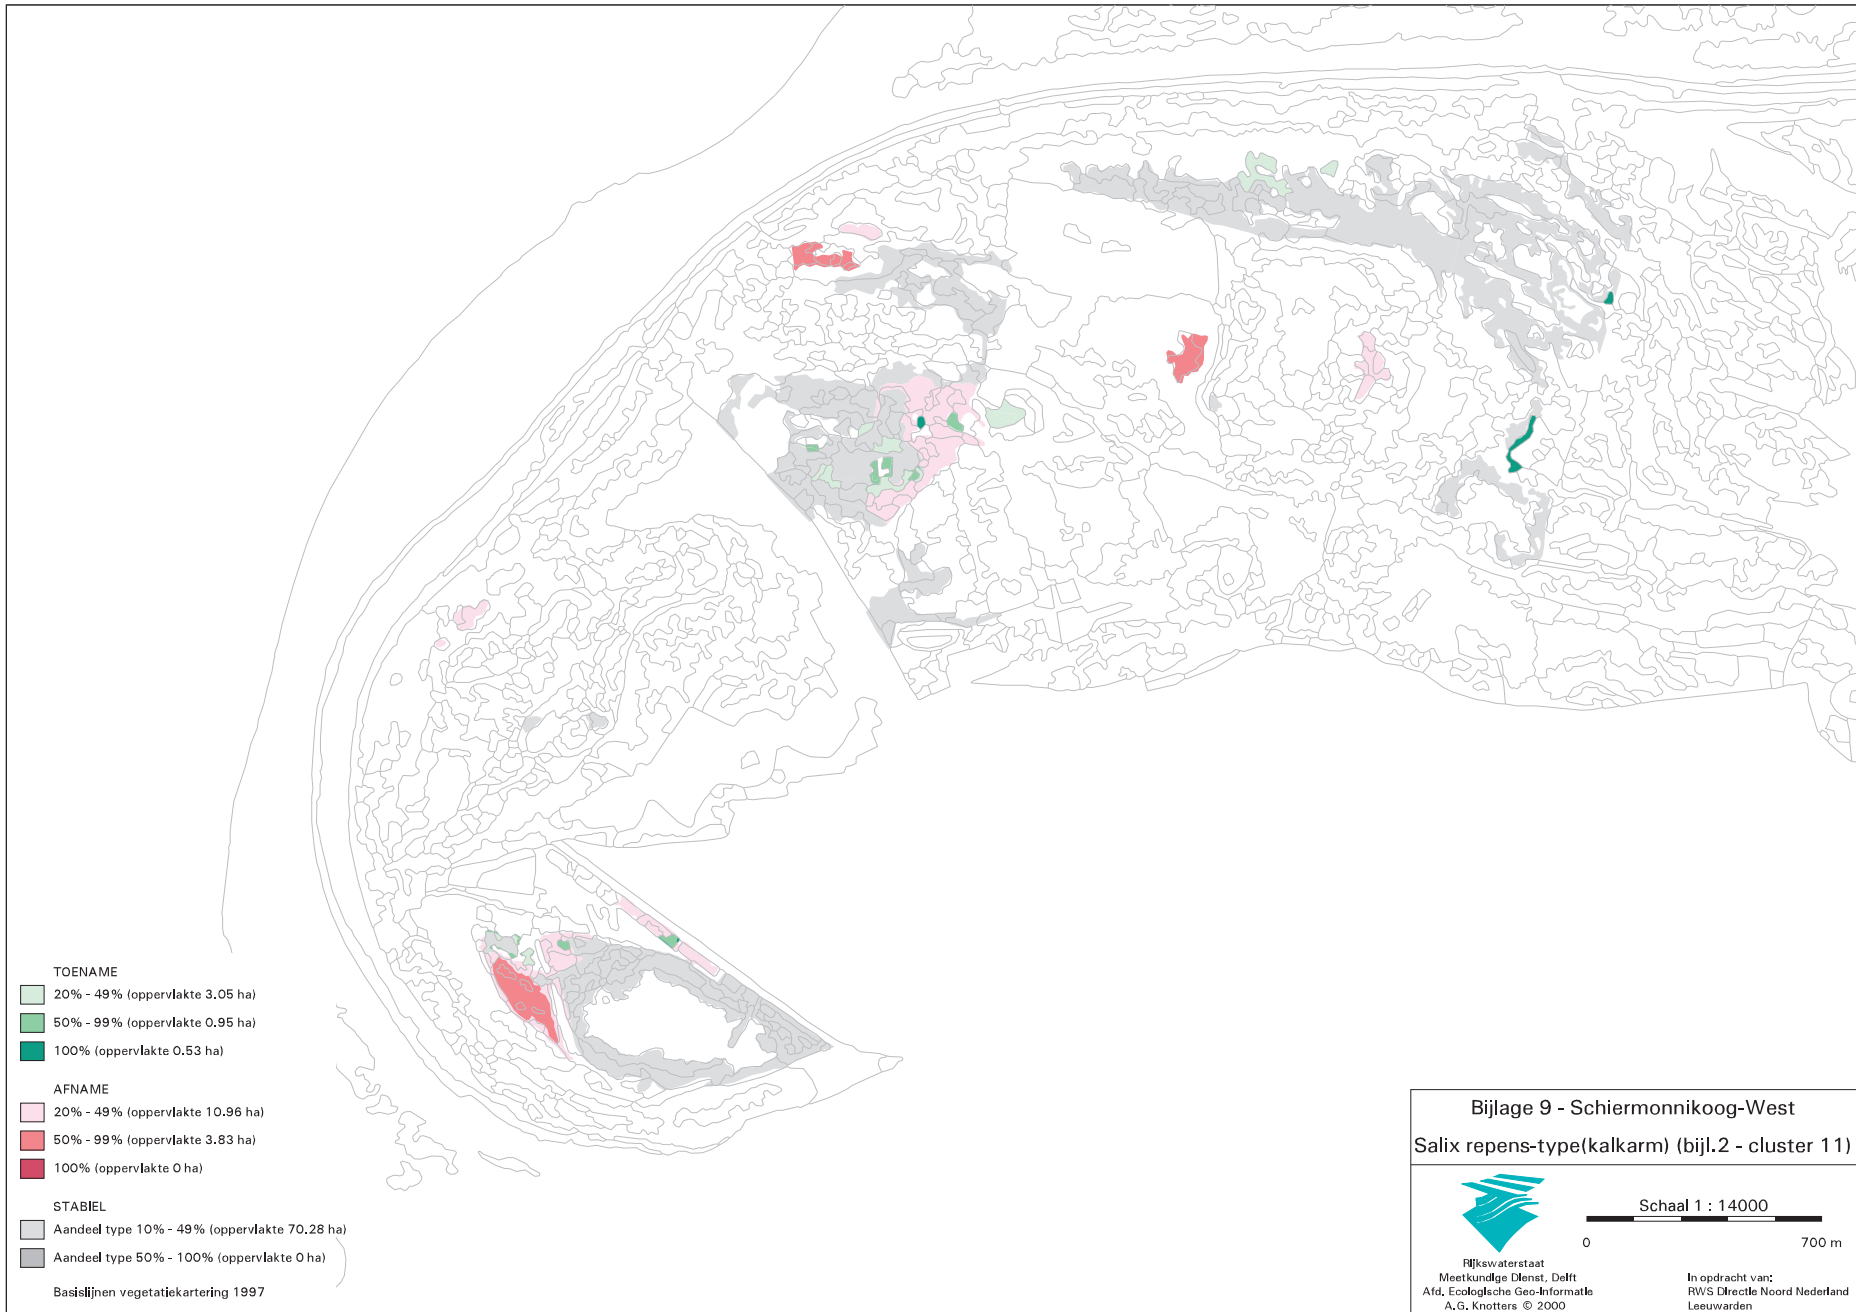 TOENAME
20% - 49% (oppervlakte 3.05 ha)
50% - 99% (oppervlakte 0.95 ha)
100% (oppervlakte 0.53 ha)
AFNAME
20% - 49% (oppervlakte 10.96 ha)
50% - 99% (oppervlakte 3.83 ha)
100% (oppervlakte 0 ha)
STABIEL
Aandeel type 10% - 49% (oppervlakte 70.28 ha)
Aandeel type 50% - 100% (oppervlakte 0 ha)
Basislijnen vegetatiekartering 1997
Bijlage 9 - Schiermonnikoog-West
Salix repens-type(kalkarm) (bijl.2 - cluster 11)
Schaal 1 : 14000
0 700 m
Rijkswaterstaat
Meetkundige Dienst, Delft
Afd. Ecologische Geo-Informatie
A.G. Knotters © 2000
In opdracht van:
RWS Directie Noord Nederland
Leeuwarden